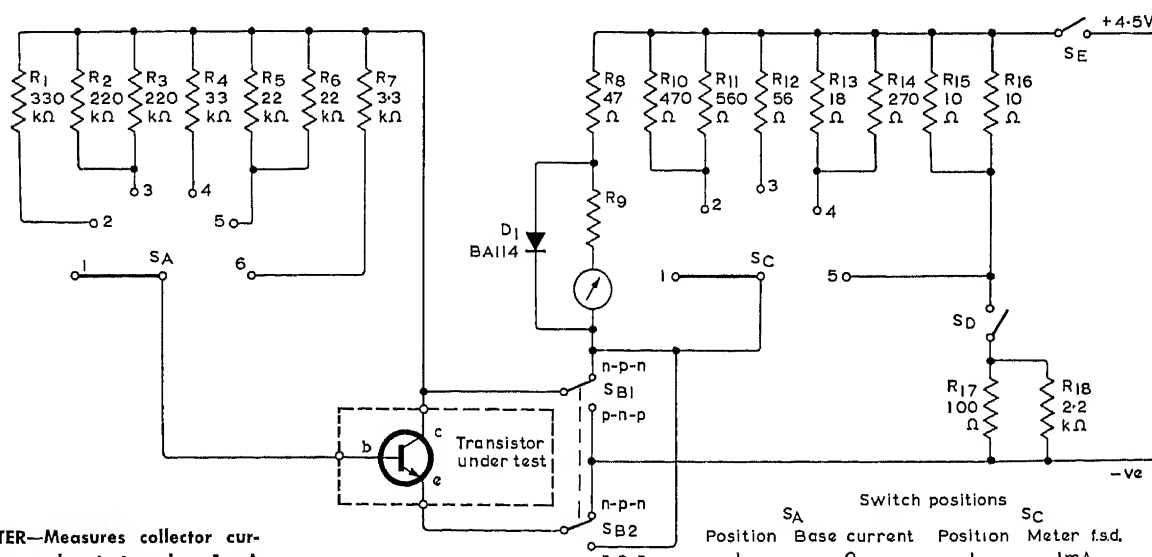 +4·5V
SE
R1 330 kΩ
R2 220 kΩ
R3 220 kΩ
R4 33 kΩ
R5 22 kΩ
R6 22 kΩ
R7 3·3 kΩ
R8 47 Ω
R10 470 Ω
R11 560 Ω
R12 56 Ω
R13 18 Ω
R14 270 Ω
R15 10 Ω
R16 10 Ω
3
4
2
5
1
SA
6
D1
BA114
R9
3
2
4
1
SC
5
SD
n-p-n
SB1
p-n-p
R17 100 Ω
R18 2·2 kΩ
b
c
e
Transistor
under test
-ve
n-p-n
SB2
Switch positions
SA SC
Position Base current Position Meter f.s.d.
TER—Measures collector cur-
1 0 1 1mA